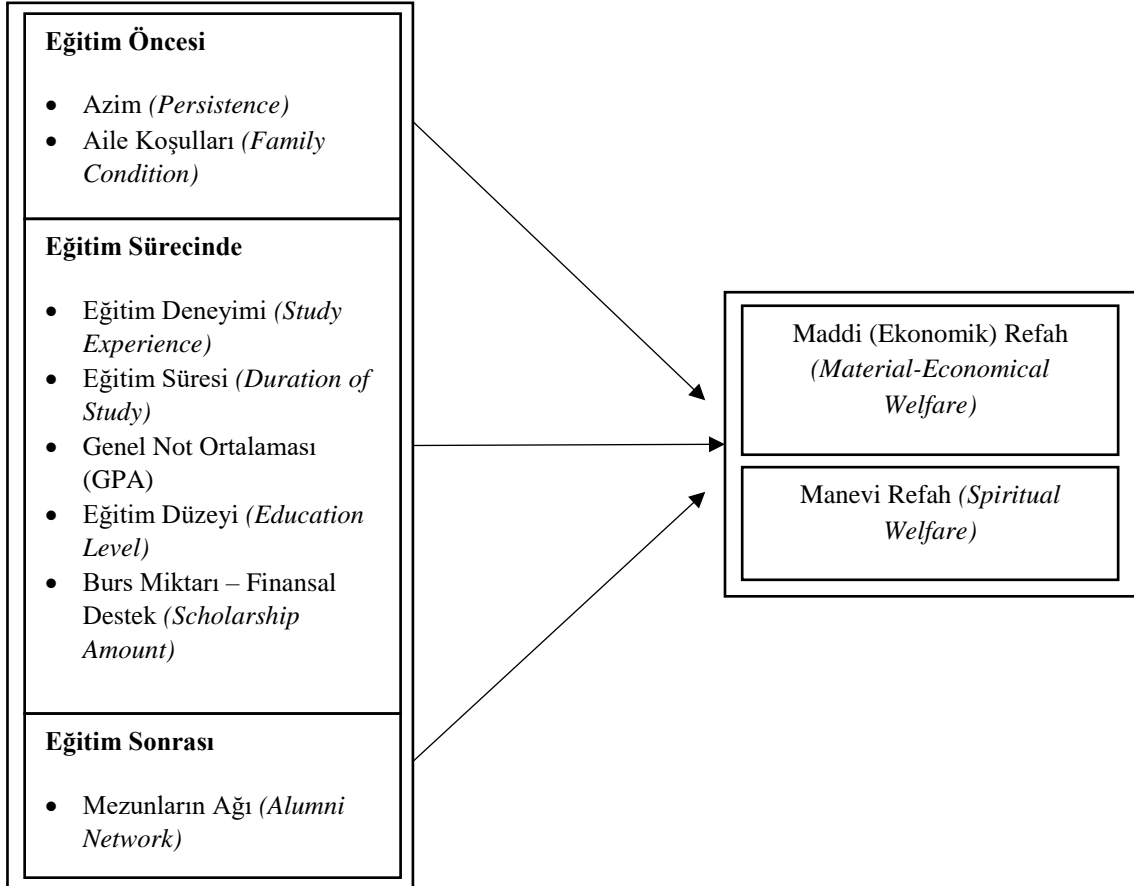 Eğitim Öncesi
• Azim (Persistence)
• Aile Koşulları (Family
Condition)
Eğitim Sürecinde
• Eğitim Deneyimi (Study
Experience)
• Eğitim Süresi (Duration of
Study)
• Genel Not Ortalaması
(GPA)
• Eğitim Düzeyi (Education
Level)
• Burs Miktarı – Finansal
Destek (Scholarship
Amount)
Eğitim Sonrası
• Mezunların Ağı (Alumni
Network)
Maddi (Ekonomik) Refah
(Material-Economical
Welfare)
Manevi Refah (Spiritual
Welfare)